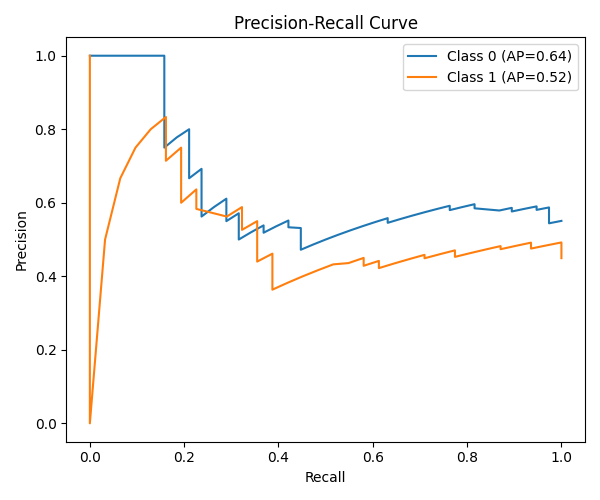 Precision-Recall Curve
Class 0 (AP=0.64)
Class 1 (AP=0.52)
Precision
1.0
0.8
0.6
0.4
0.2
0.0
0.0 0.2 0.4 0.6 0.8 1.0
Recall